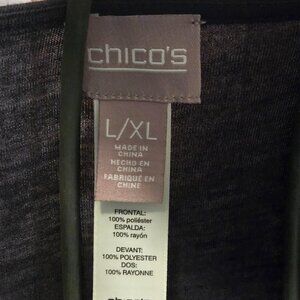 chico's
L/XL
MADE IN
CHINA
HECHO EN
CHINA
FABRIQUÉ EN
CHINE
FRONTAL:
100% poliéster
ESPALDA:
100% rayón
DEVANT:
100% POLYESTER
DOS:
100% RAYONNE